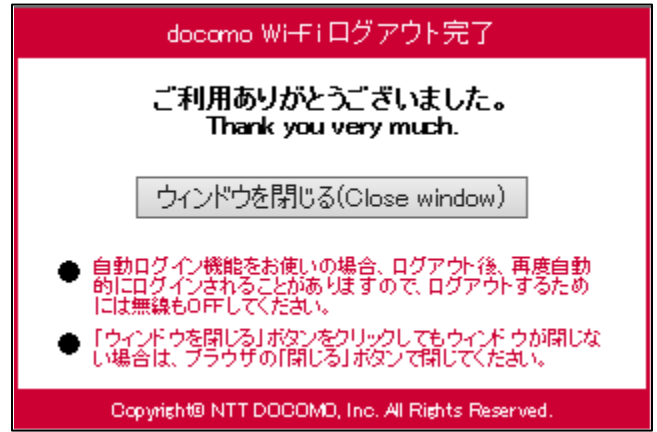 docomo Wi-Fiログアウト完了
ご利用ありがとうございました。
Thank you very much.
ウィンドウを閉じる(Close window)
● 自動ログイン機能をお使いの場合、ログアウト後、再度自動
的にログインされることがありますので、ログアウトするため
には無線もOFFしてください。
● 「ウィンドウを閉じる」ボタンをクリックしてもウィンドウが閉じな
い場合は、ブラウザの「閉じる」ボタンで閉じてください。
Copyright© NTT DOCOMO, Inc. All Rights Reserved.